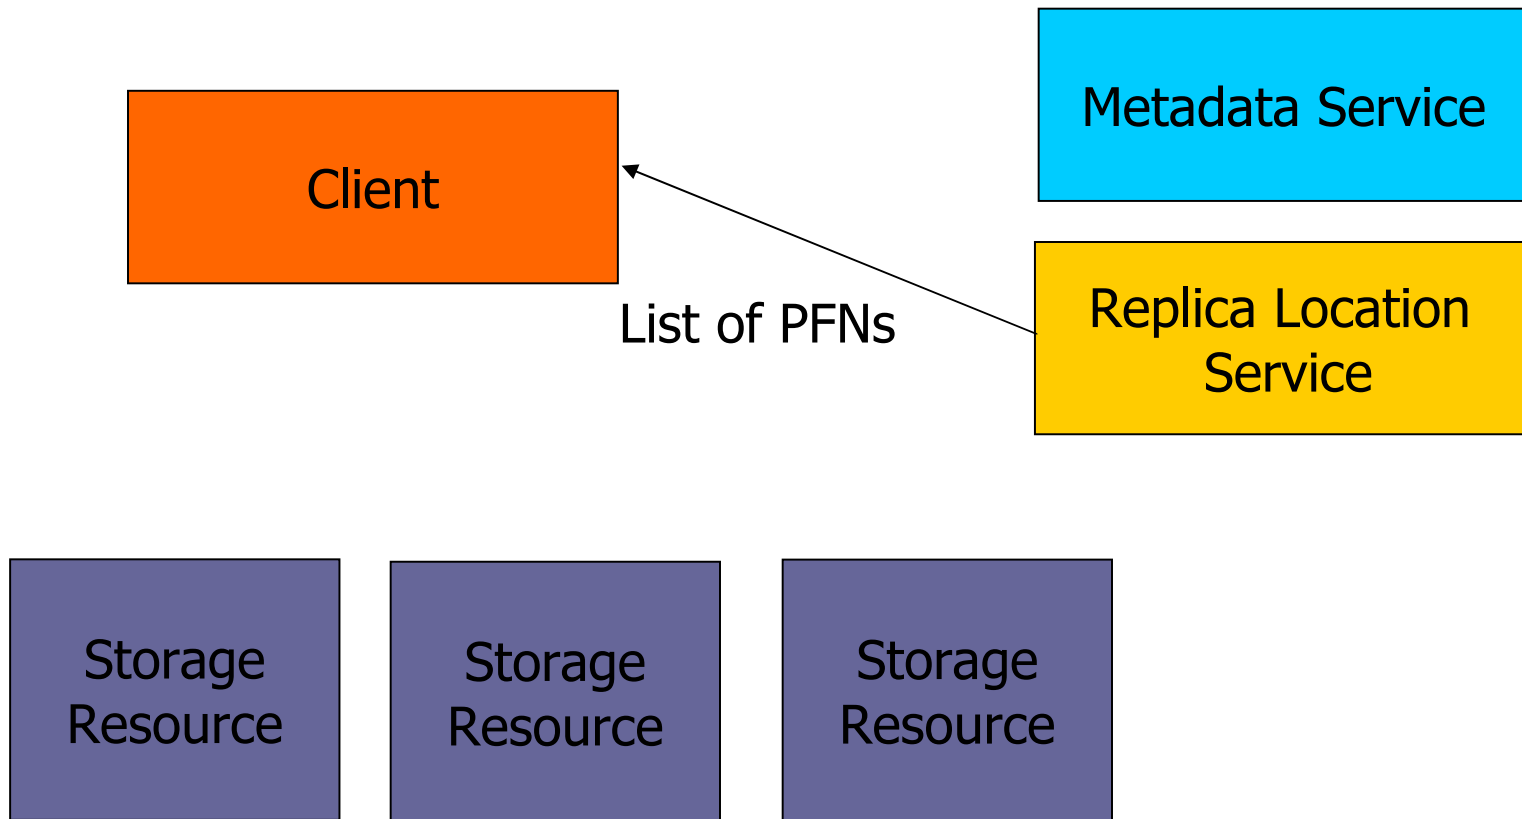 Metadata Service
Client
List of PFNs
Replica Location
Service
Storage
Resource
Storage
Resource
Storage
Resource